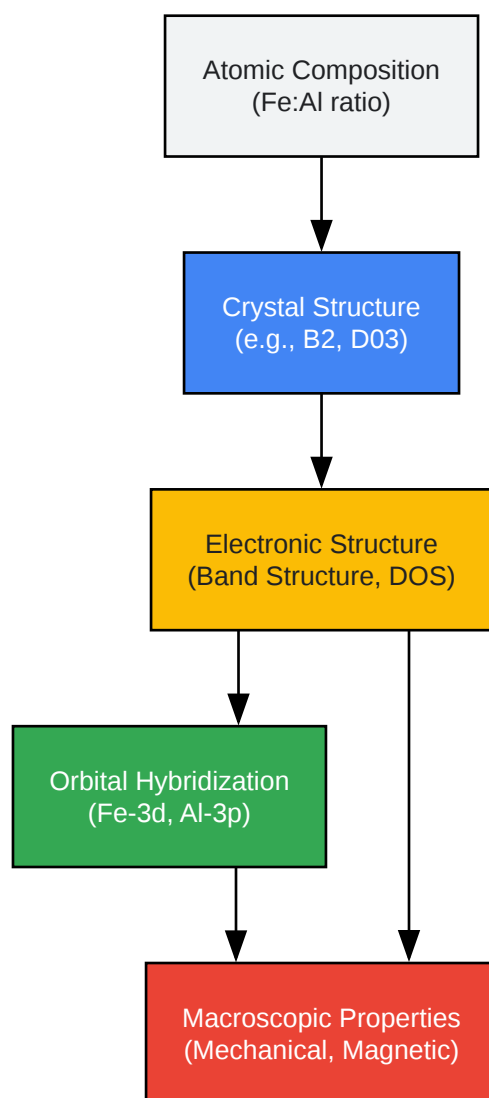 Atomic Composition
(Fe:Al ratio)
Crystal Structure
(e.g., B2, D03)
Electronic Structure
(Band Structure, DOS)
Orbital Hybridization
(Fe-3d, Al-3p)
Macroscopic Properties
(Mechanical, Magnetic)